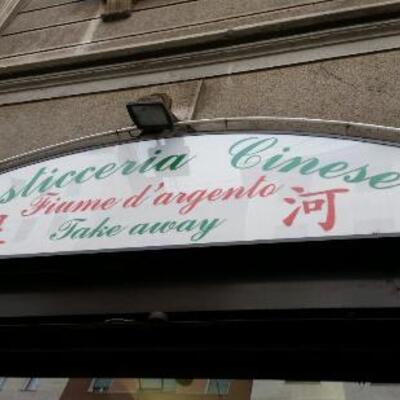 sticceria Cinese
Fiume d'argento
河
Take away